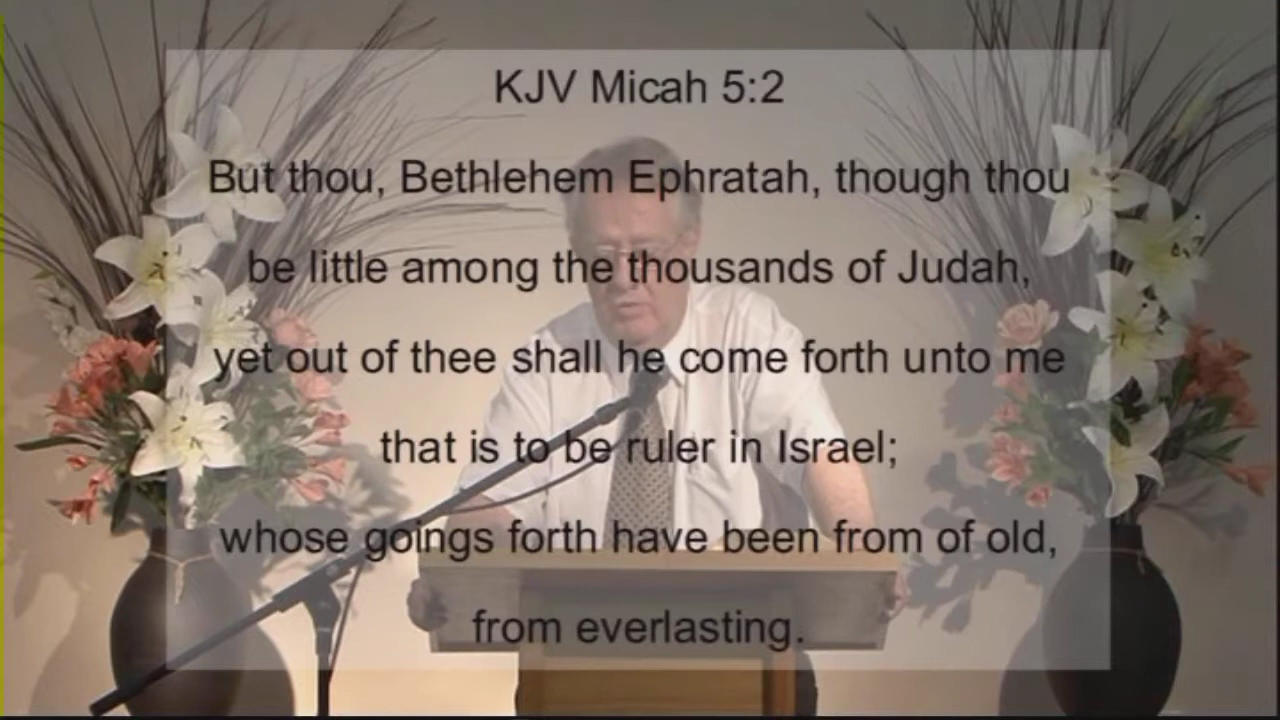 KJV Micah 5:2
But thou, Bethlehem Ephratah, though thou
be little among the thousands of Judah,
yet out of thee shall he come forth unto me
that is to be ruler in Israel;
whose goings forth have been from of old,
from everlasting.